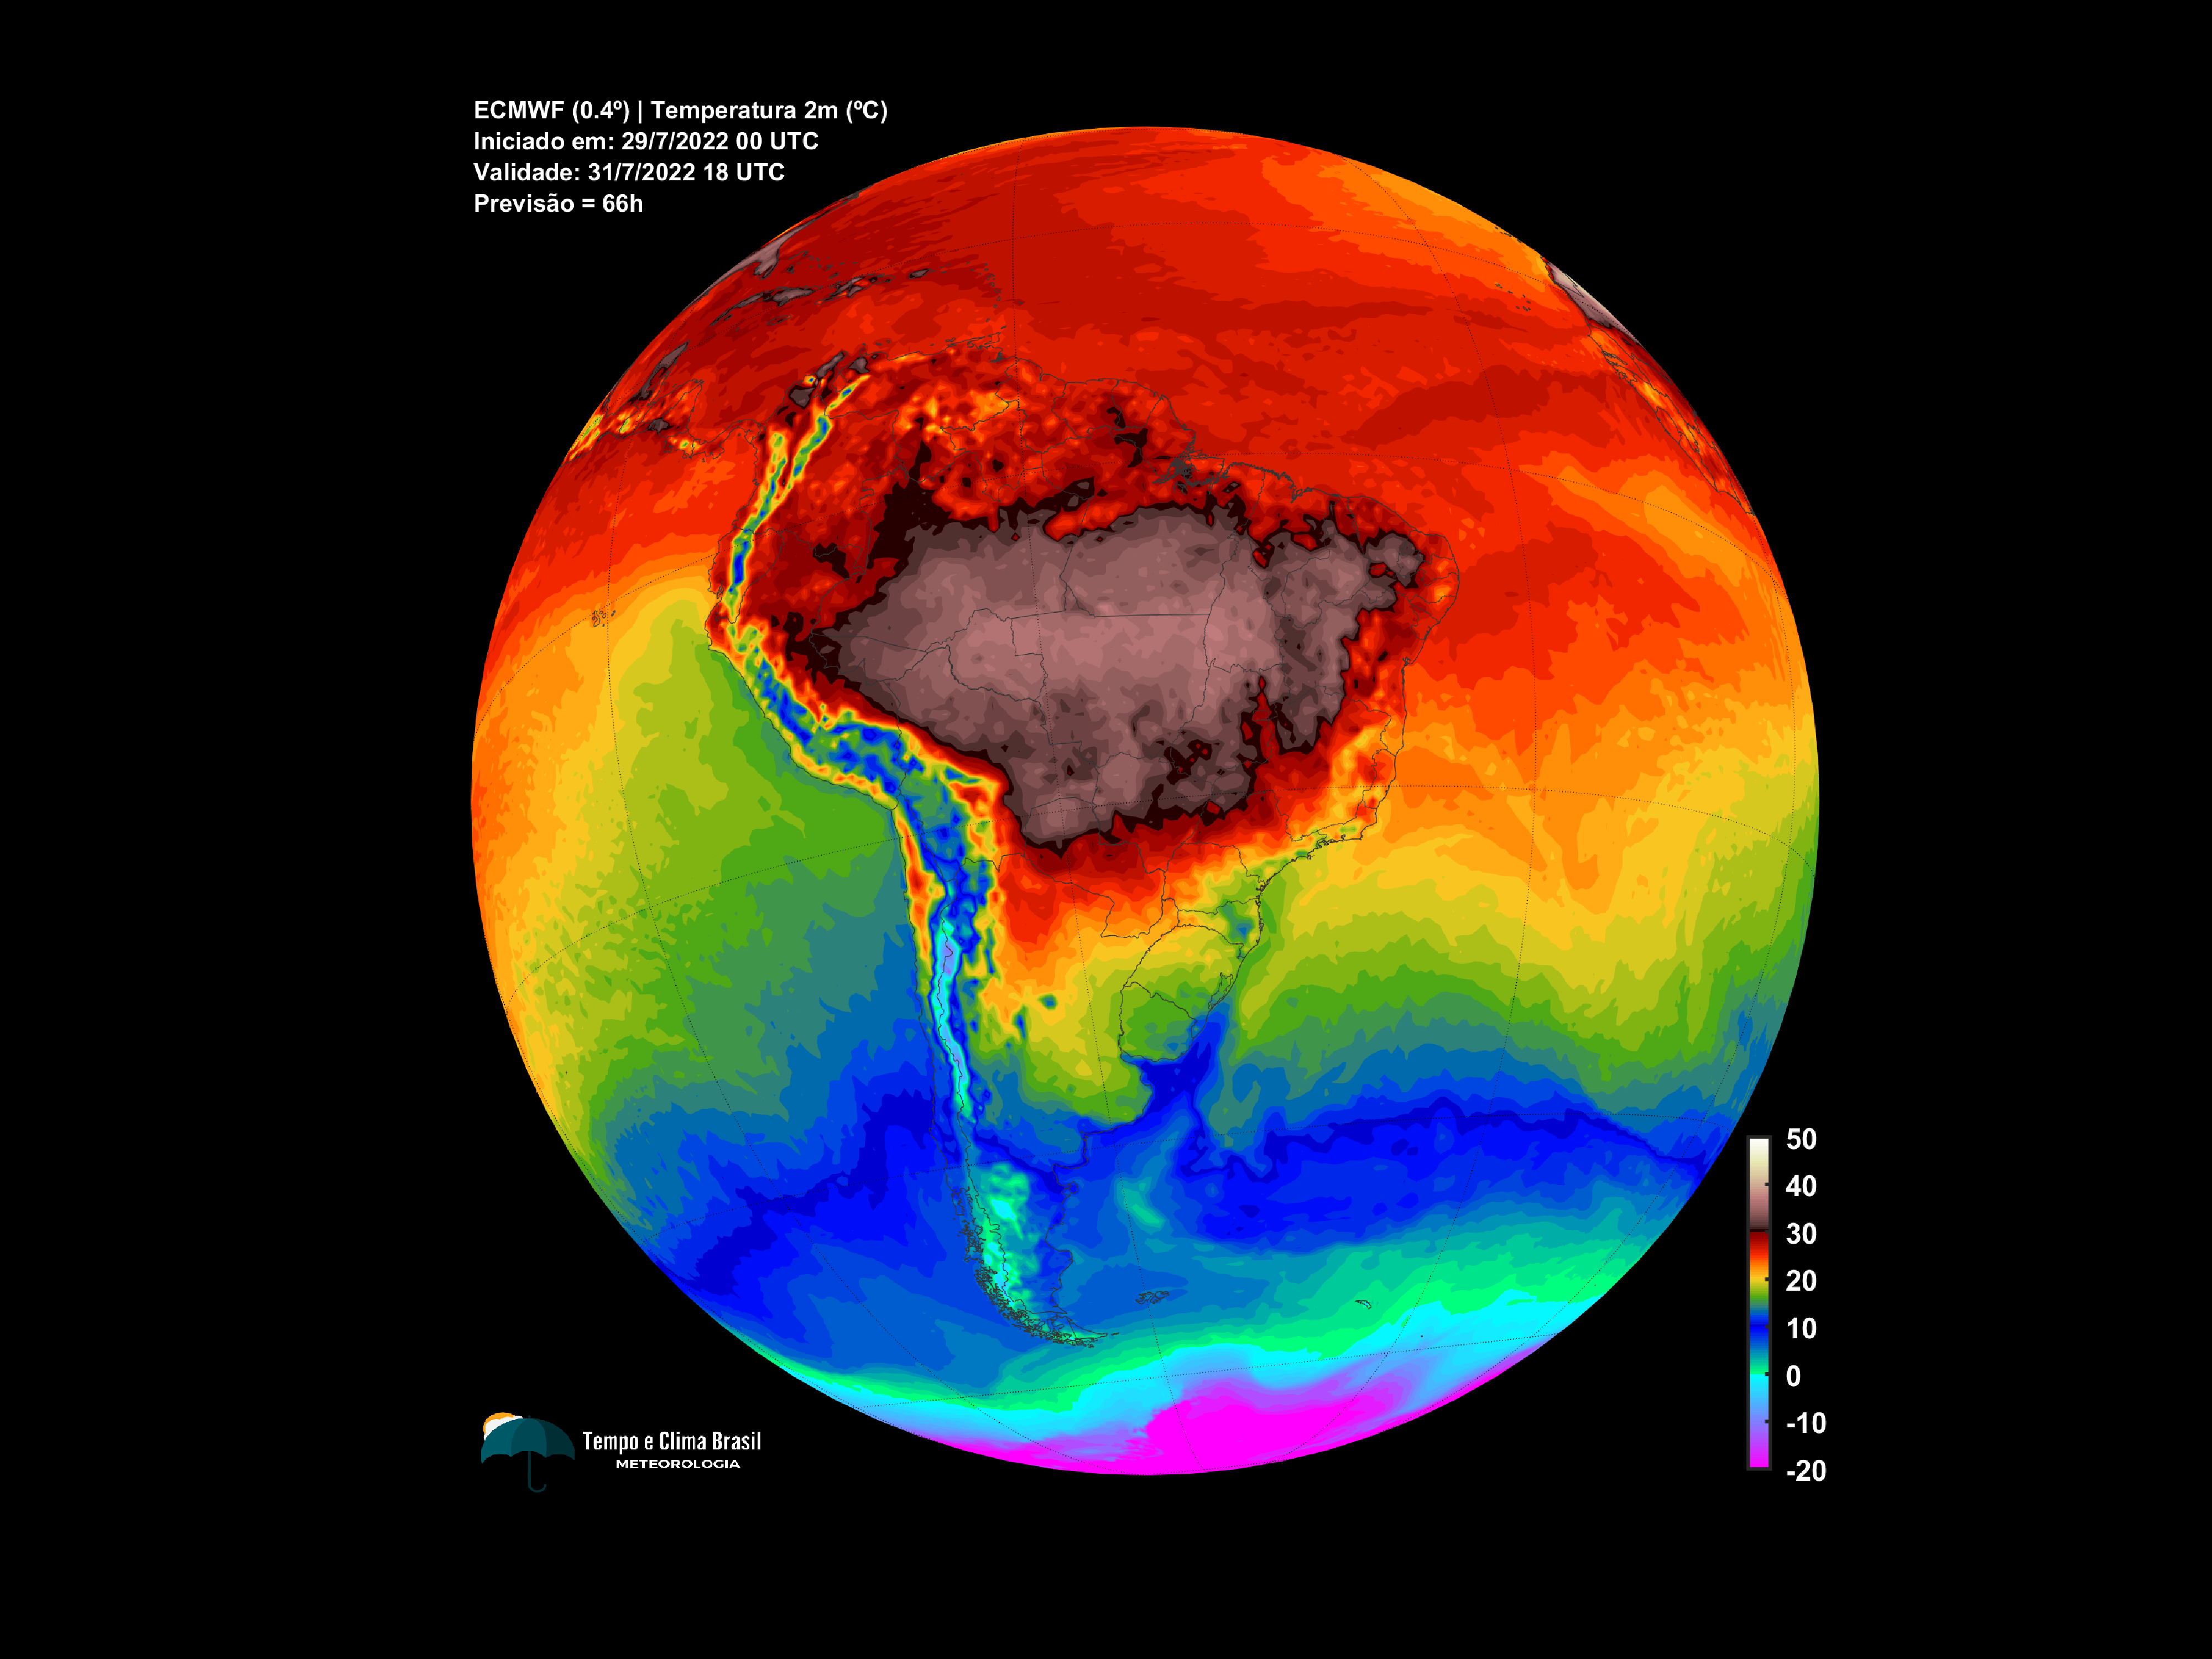 ECMWF (0.4º) | Temperatura 2m (ºC)
Iniciado em: 29/7/2022 00 UTC
Validade: 31/7/2022 18 UTC
Previsão = 66h
50
40
30
20
10
0
-10
-20
Tempo e Clima Brasil
METEOROLOGIA